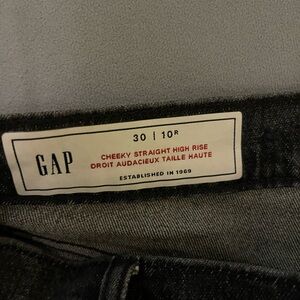 30 | 10R
GAP
CHEEKY STRAIGHT HIGH RISE
DROIT AUDACIEUX TAILLE HAUTE
ESTABLISHED IN 1969